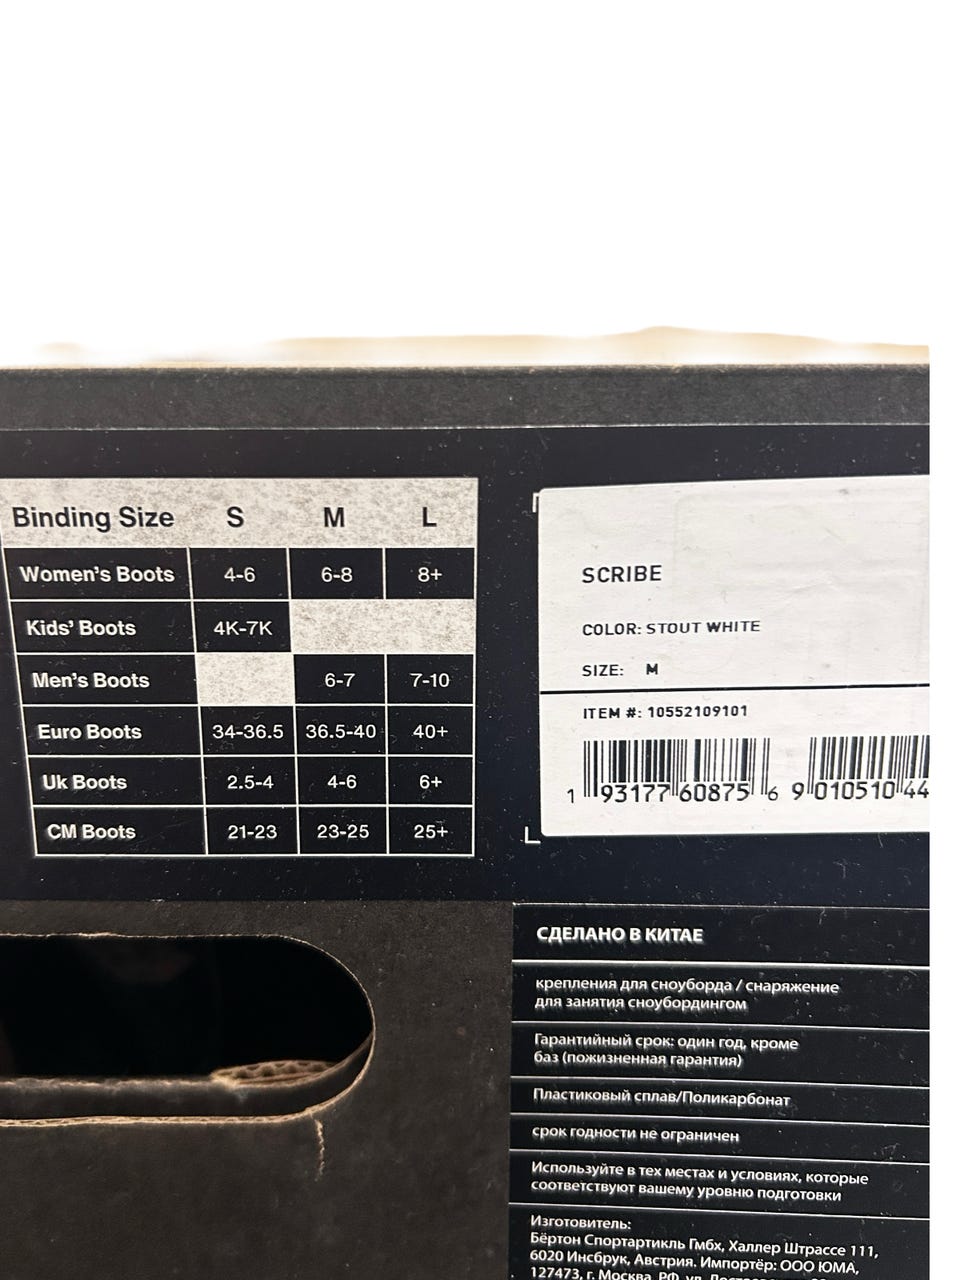 Binding Size S M L
Women's Boots 4-6 6-8 8+
Kids' Boots 4K-7K
Men's Boots 6-7 7-10
Euro Boots 34-36.5 36.5-40 40+
Uk Boots 2.5-4 4-6 6+
CM Boots 21-23 23-25 25+
SCRIBE
COLOR: STOUT WHITE
SIZE: M
ITEM #: 10552109101
1 93177 60875 6 9 010510 44
СДЕЛАНО В КИТАЕ
крепления для сноуборда / снаряжение
для занятия сноубордингом
Гарантийный срок: один год, кроме
баз (пожизненная гарантия)
Пластиковый сплав/Поликарбонат
срок годности не ограничен
Используйте в тех местах и условиях, которые
соответствуют вашему уровню подготовки
Изготовитель:
Бёртон Спортартикль Гмбх, Халлер Штрассе 111,
6020 Инсбрук, Австрия. Импортёр: ООО ЮМА,
127473, г. Москва, РФ, ул.